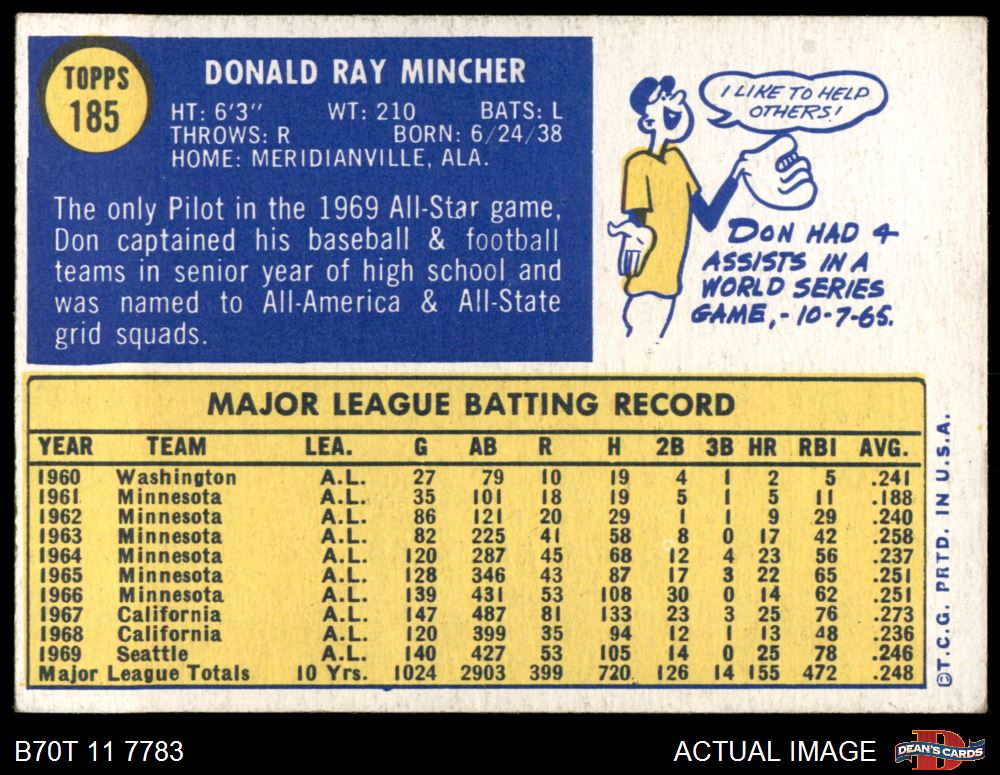 TOPPS
185
DONALD RAY MINCHER
HT: 6'3" WT: 210 BATS: L
THROWS: R BORN: 6/24/38
HOME: MERIDIANVILLE, ALA.
The only Pilot in the 1969 All-Star game,
Don captained his baseball & football
teams in senior year of high school and
was named to All-America & All-State
grid squads.
I LIKE TO HELP
OTHERS!
DON HAD 4
ASSISTS IN A
WORLD SERIES
GAME,-10-7-65.
MAJOR LEAGUE BATTING RECORD
YEAR TEAM LEA. G AB R H 2B 3B HR RBI AVG.
1960 Washington A.L. 27 79 10 19 4 1 2 5 .241
1961 Minnesota A.L. 35 101 18 19 5 1 5 11 .188
1962 Minnesota A.L. 86 121 20 29 1 1 9 29 .240
1963 Minnesota A.L. 82 225 41 58 8 0 17 42 .258
1964 Minnesota A.L. 120 287 45 68 12 4 23 56 .237
1965 Minnesota A.L. 128 346 43 87 17 3 22 65 .251
1966 Minnesota A.L. 139 431 53 108 30 0 14 62 .251
1967 California A.L. 147 487 81 133 23 3 25 76 .273
1968 California A.L. 120 399 35 94 12 1 13 48 .236
1969 Seattle A.L. 140 427 53 105 14 0 25 78 .246
Major League Totals 10 Yrs. 1024 2903 399 720 126 14 155 472 .248
©T.C.G. PRTD. IN U.S.A.
B70T 11 7783
ACTUAL IMAGE
B
DEAN'S CARDS